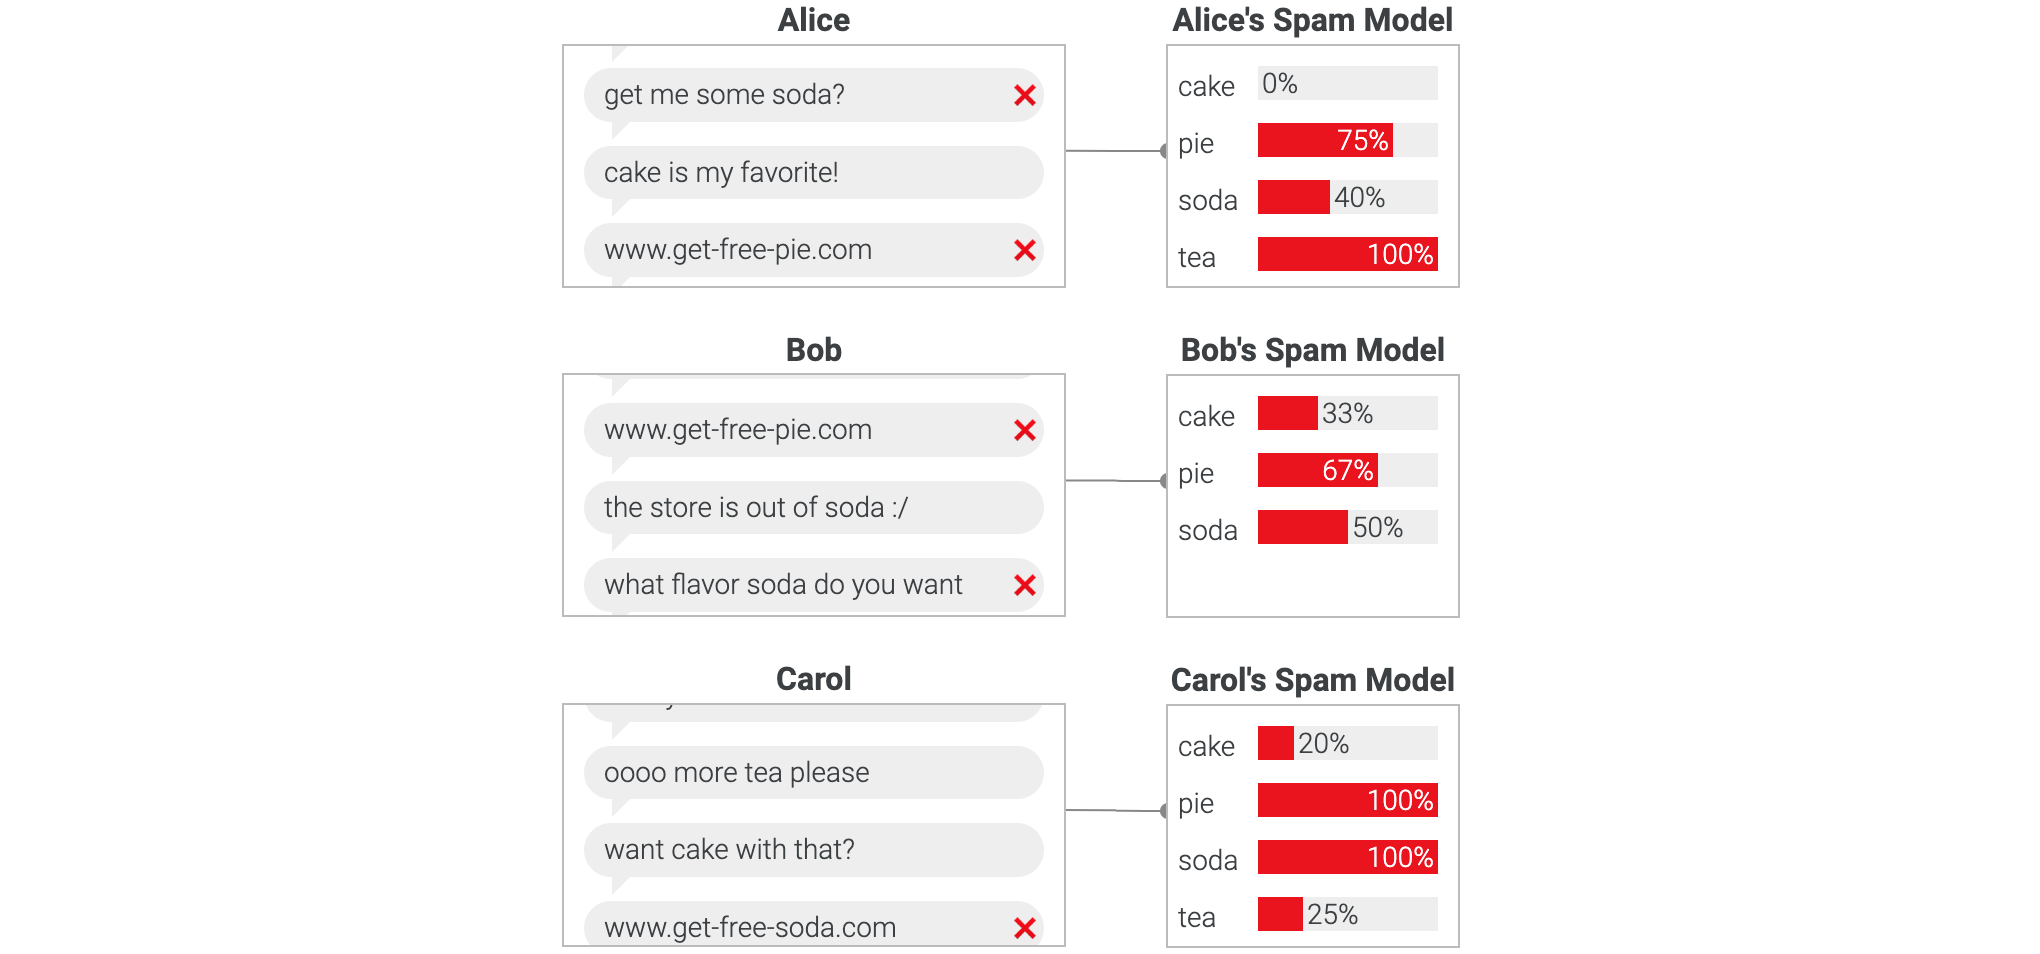 Alice
get me some soda?
cake is my favorite!
www.get-free-pie.com
Alice's Spam Model
cake 0%
pie 75%
soda 40%
tea 100%
Bob
www.get-free-pie.com
the store is out of soda :/
what flavor soda do you want
Bob's Spam Model
cake 33%
pie 67%
soda 50%
Carol
oooo more tea please
want cake with that?
www.get-free-soda.com
Carol's Spam Model
cake 20%
pie 100%
soda 100%
tea 25%